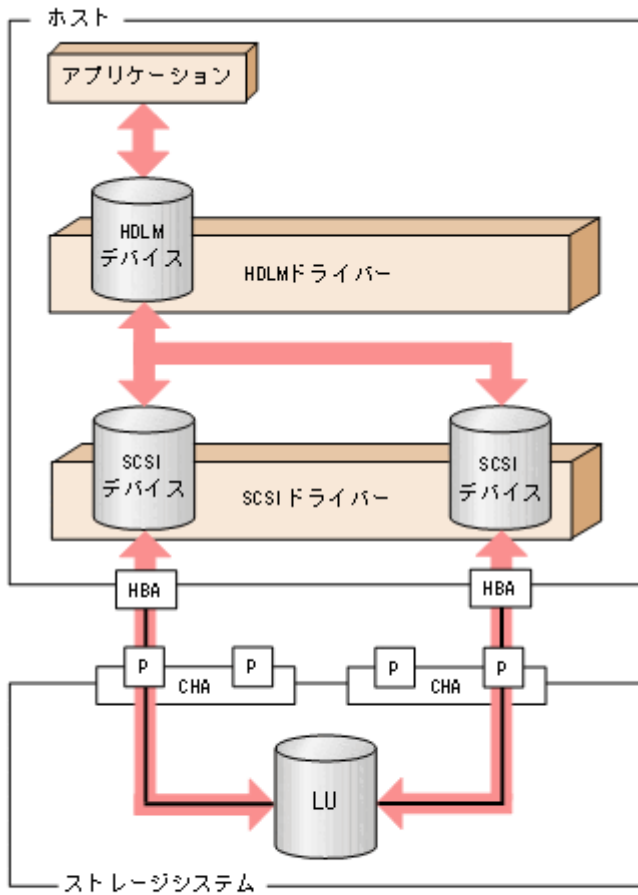 ホスト
アプリケーション
HDLM
デバイス
HDLMドライバー
SCSI
デバイス
SCSIドライバー
SCSI
デバイス
HBA
HBA
P
P
P
P
CHA
CHA
LU
ストレージシステム